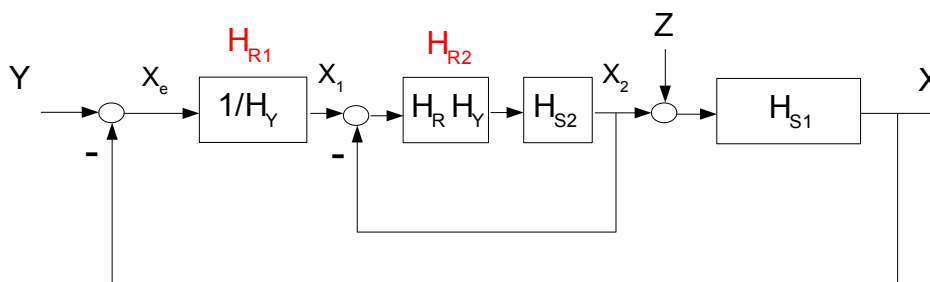 H_R1 H_R2 Z
Y X_e X_1 X_2 X
1/H_Y H_R H_Y H_S2 H_S1
- -